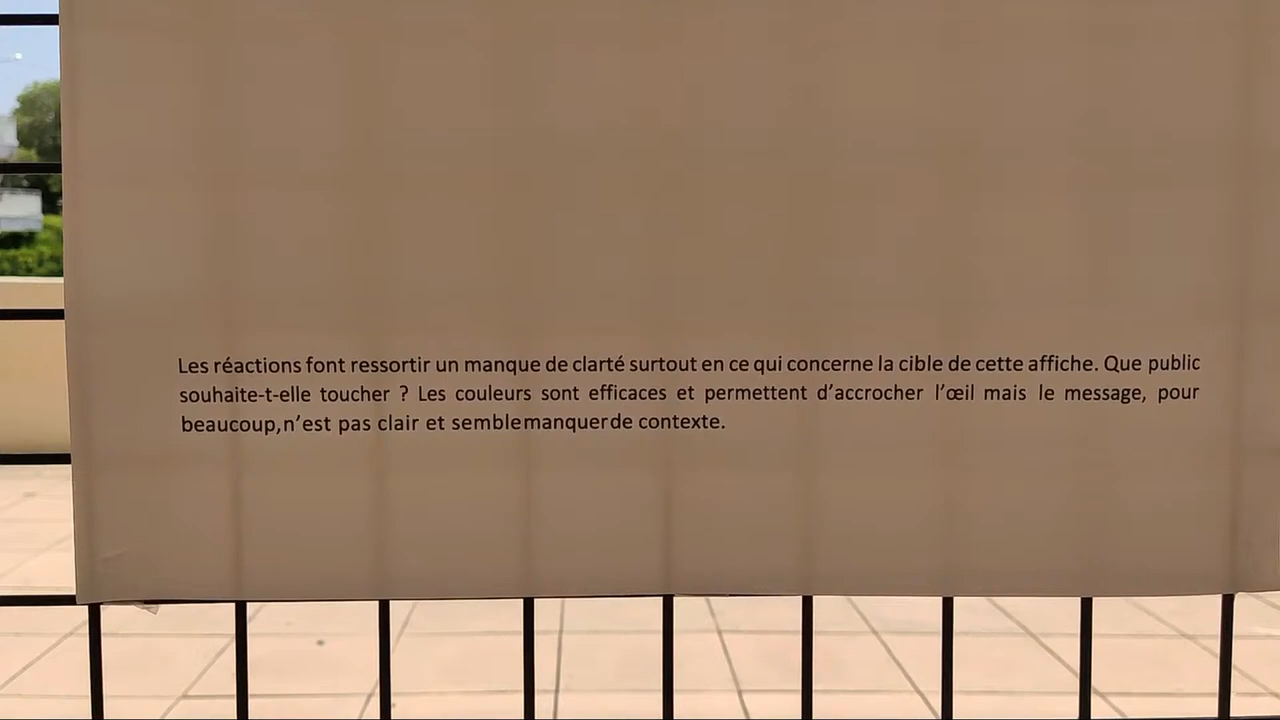 Les réactions font ressortir un manque de clarté surtout en ce qui concerne la cible de cette affiche. Que public
souhaite-t-elle toucher ? Les couleurs sont efficaces et permettent d’accrocher l’œil mais le message, pour
beaucoup,n’est pas clair et semble manquer de contexte.